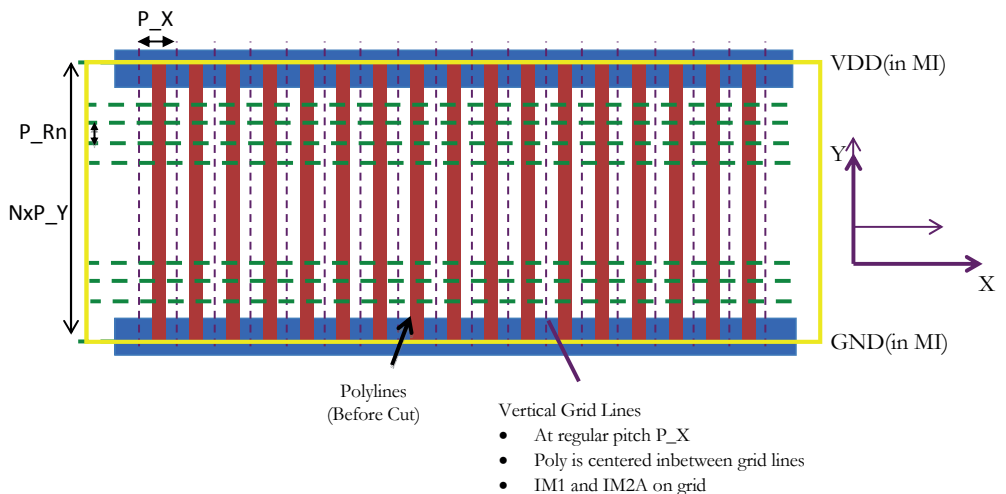 P_X
VDD(in MI)
P_Rn
Y
NxP_Y
X
GND(in MI)
Polylines
(Before Cut)
Vertical Grid Lines
• At regular pitch P_X
• Poly is centered inbetween grid lines
• IM1 and IM2A on grid